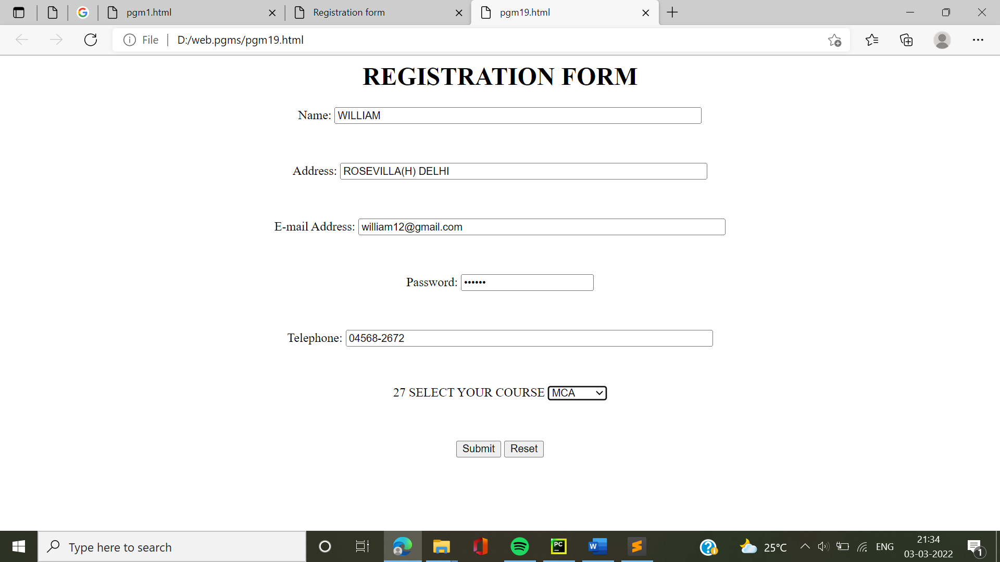 pgm1.html
Registration form
pgm19.html
File
D:/web.pgms/pgm19.html
REGISTRATION FORM
Name: WILLIAM
Address: ROSEVILLA(H) DELHI
E-mail Address: william12@gmail.com
Password: ••••••
Telephone: 04568-2672
27 SELECT YOUR COURSE MCA
Submit Reset
Type here to search
PC
W
25°C
ENG
21:34
03-03-2022
1